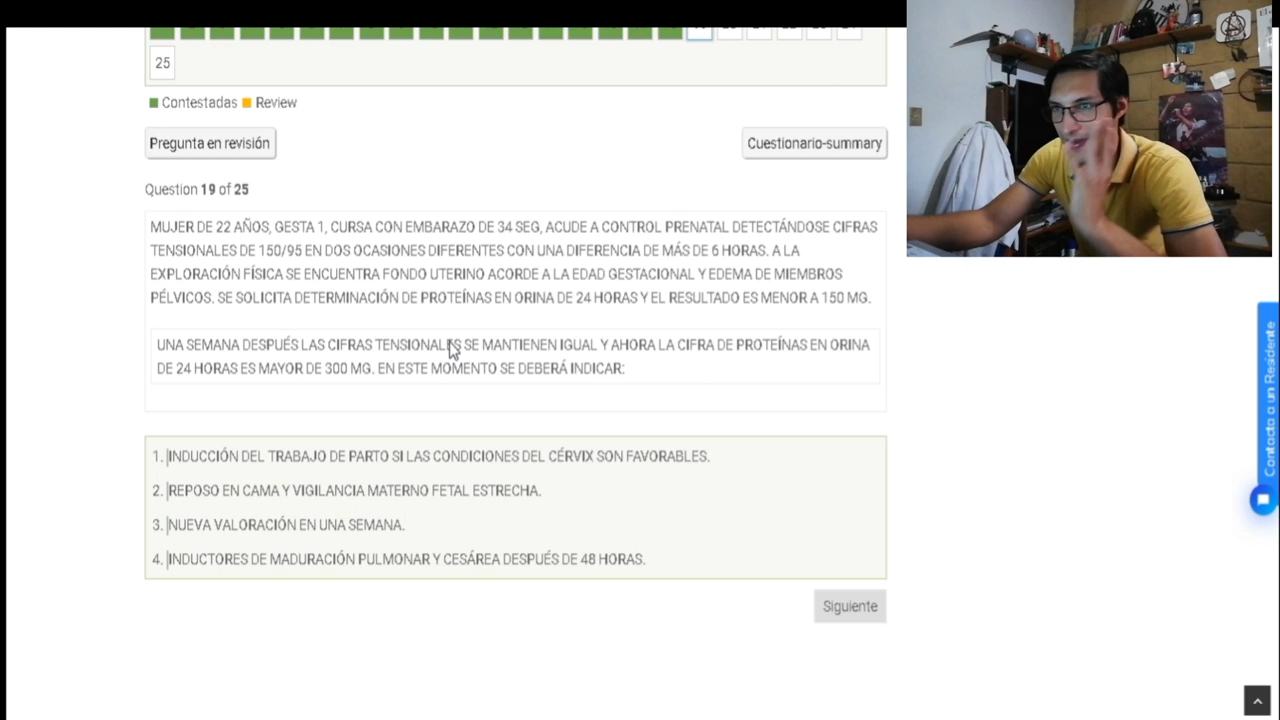 25
Contestadas Review
Pregunta en revisión Cuestionario-summary
Question 19 of 25
MUJER DE 22 AÑOS, GESTA 1, CURSA CON EMBARAZO DE 34 SEG, ACUDE A CONTROL PRENATAL DETECTÁNDOSE CIFRAS
TENSIONALES DE 150/95 EN DOS OCASIONES DIFERENTES CON UNA DIFERENCIA DE MÁS DE 6 HORAS. A LA
EXPLORACIÓN FÍSICA SE ENCUENTRA FONDO UTERINO ACORDE A LA EDAD GESTACIONAL Y EDEMA DE MIEMBROS
PÉLVICOS. SE SOLICITA DETERMINACIÓN DE PROTEÍNAS EN ORINA DE 24 HORAS Y EL RESULTADO ES MENOR A 150 MG.
UNA SEMANA DESPUÉS LAS CIFRAS TENSIONALES SE MANTIENEN IGUAL Y AHORA LA CIFRA DE PROTEÍNAS EN ORINA
DE 24 HORAS ES MAYOR DE 300 MG. EN ESTE MOMENTO SE DEBERÁ INDICAR:
1. INDUCCIÓN DEL TRABAJO DE PARTO SI LAS CONDICIONES DEL CÉRVIX SON FAVORABLES.
2. REPOSO EN CAMA Y VIGILANCIA MATERNO FETAL ESTRECHA.
3. NUEVA VALORACIÓN EN UNA SEMANA.
4. INDUCTORES DE MADURACIÓN PULMONAR Y CESÁREA DESPUÉS DE 48 HORAS.
Siguiente
Contacta a un Residente